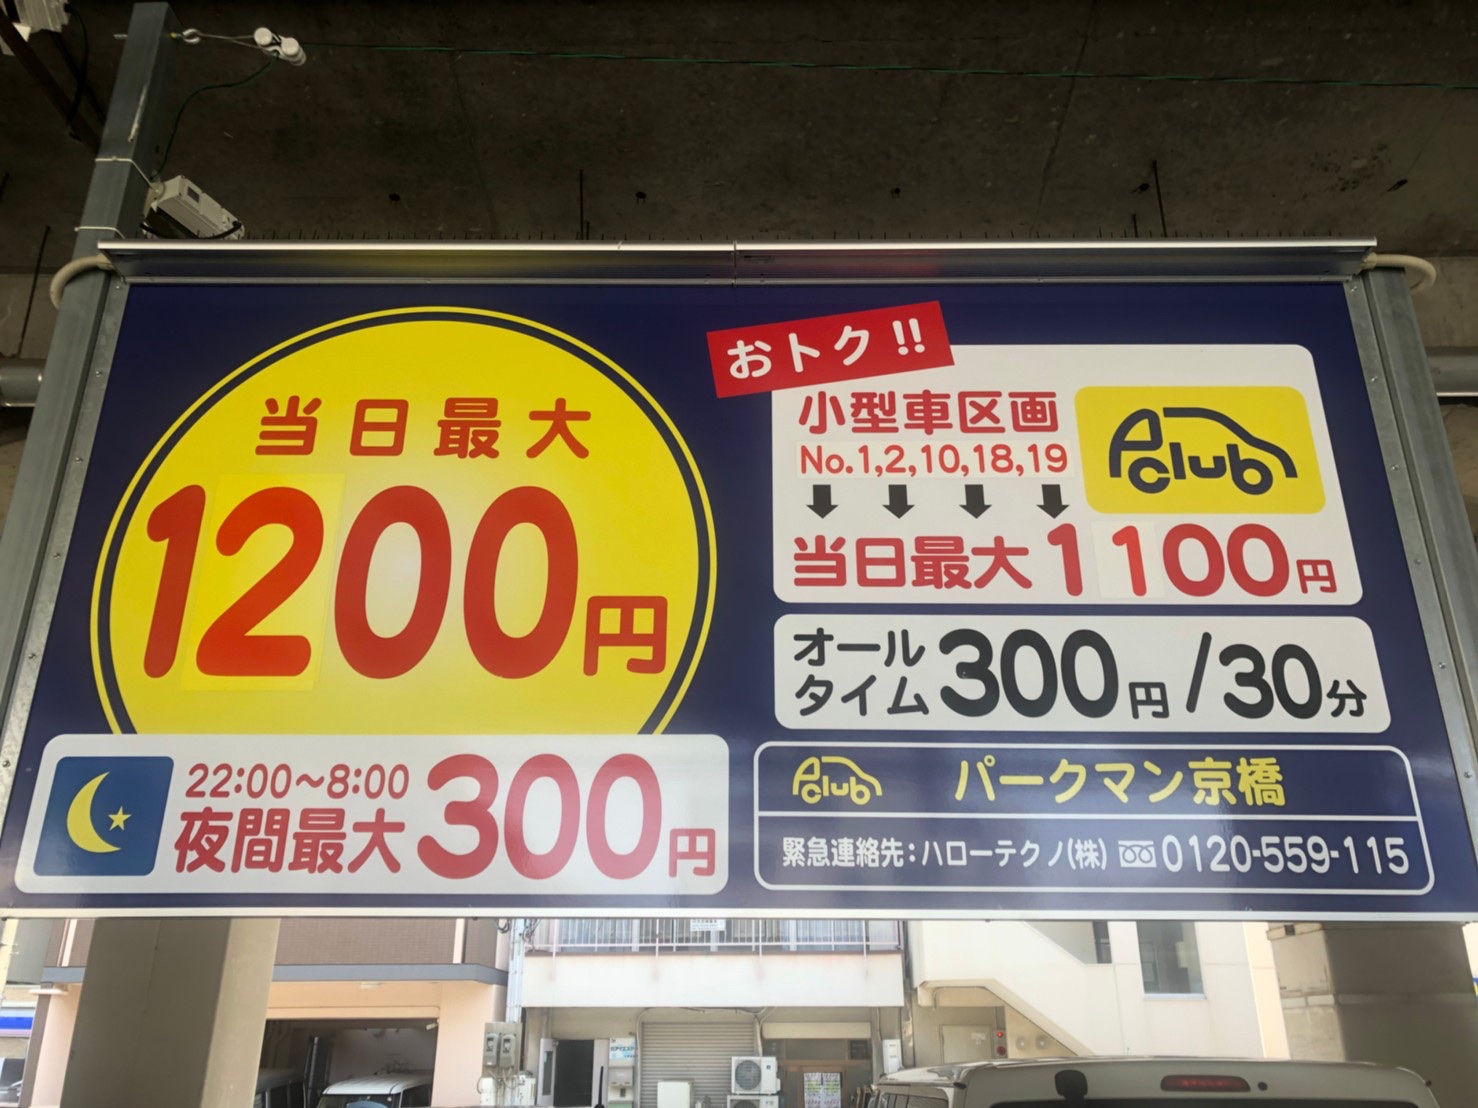 当日最大
1200円
22:00～8:00
夜間最大300円
おトク!!
小型車区画
No.1,2,10,18,19
P club
当日最大1100円
オールタイム300円/30分
P club
パークマン京橋
緊急連絡先:ハローテクノ(株) 0120-559-115